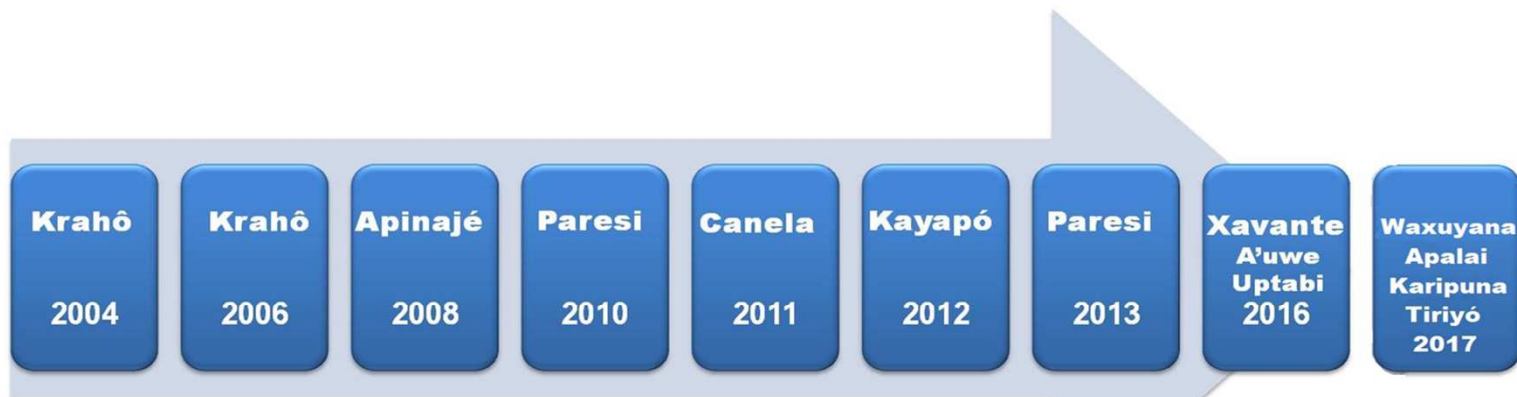 Krahô
2004
Krahô
2006
Apinajé
2008
Paresi
2010
Canela
2011
Kayapó
2012
Paresi
2013
Xavante
A’uwe
Uptabi
2016
Waxuyana
Apalai
Karipuna
Tiriyó
2017